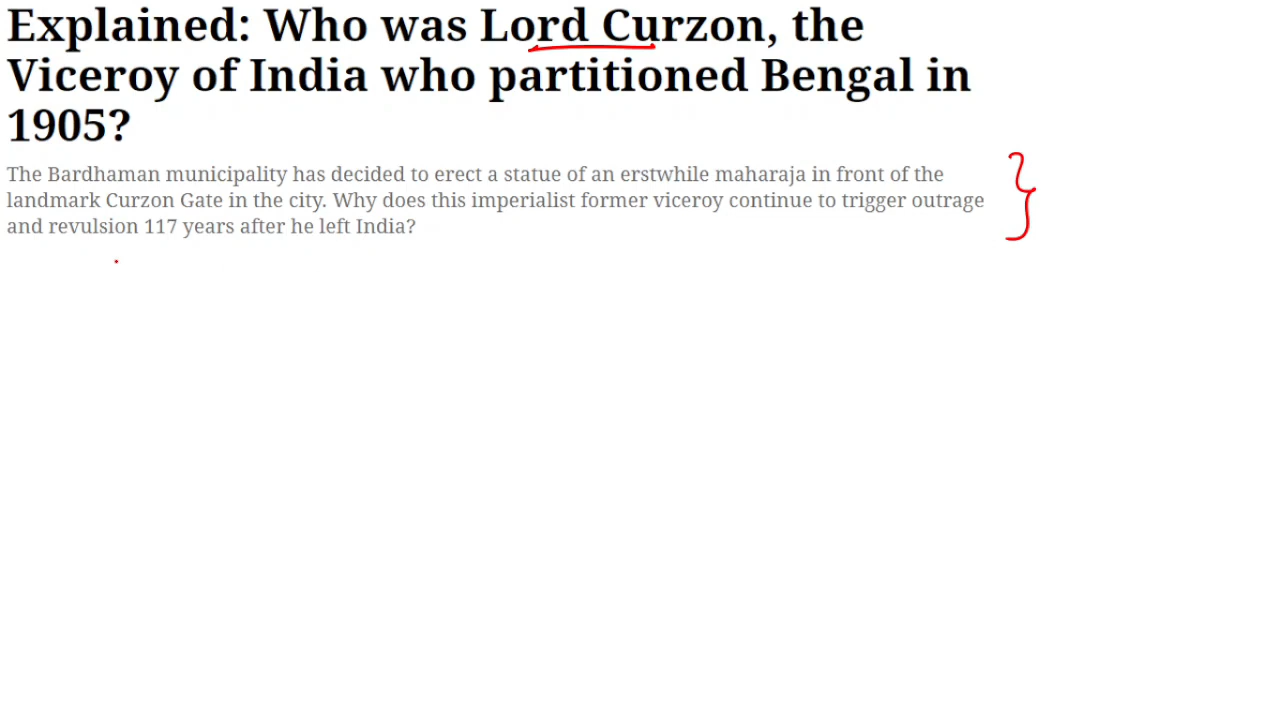 Explained: Who was Lord Curzon, the
Viceroy of India who partitioned Bengal in
1905?
The Bardhaman municipality has decided to erect a statue of an erstwhile maharaja in front of the
landmark Curzon Gate in the city. Why does this imperialist former viceroy continue to trigger outrage
and revulsion 117 years after he left India?